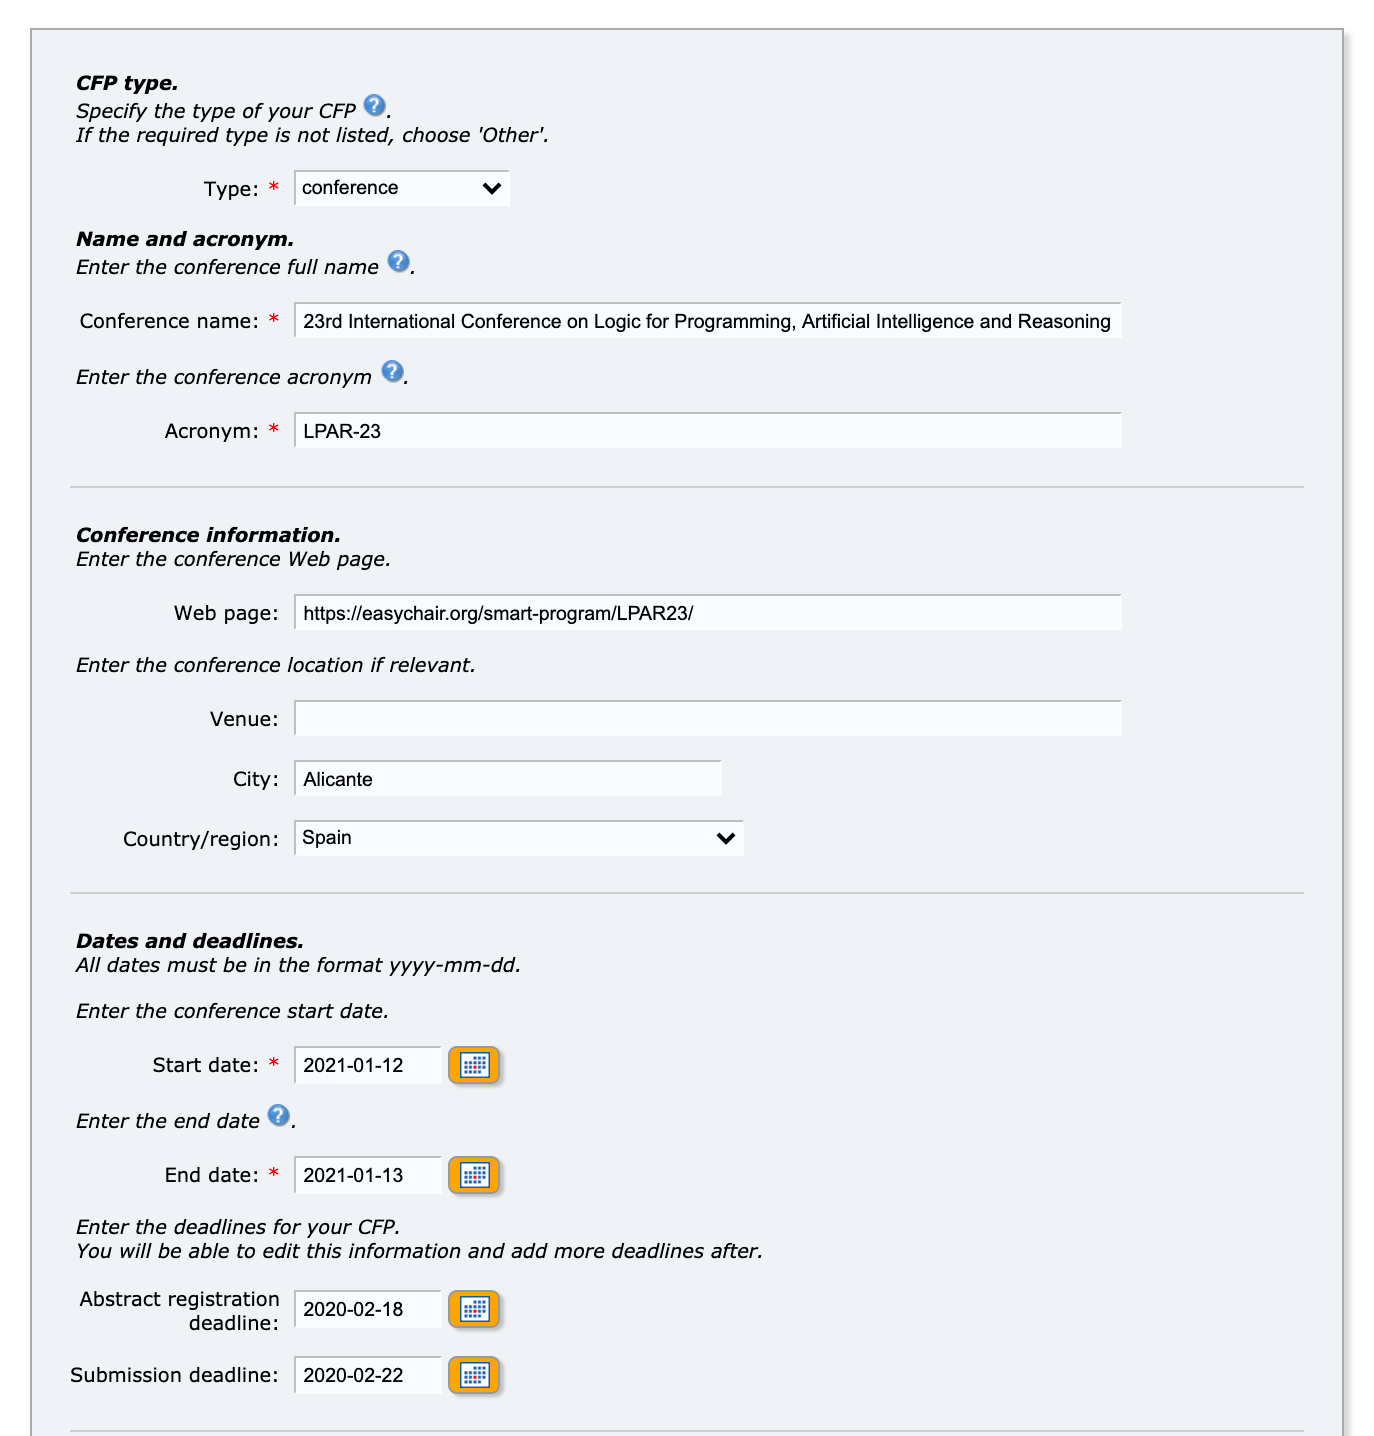 CFP type.
Specify the type of your CFP ?.
If the required type is not listed, choose 'Other'.
Type: * conference
Name and acronym.
Enter the conference full name ?.
Conference name: * 23rd International Conference on Logic for Programming, Artificial Intelligence and Reasoning
Enter the conference acronym ?.
Acronym: * LPAR-23
Conference information.
Enter the conference Web page.
Web page: https://easychair.org/smart-program/LPAR23/
Enter the conference location if relevant.
Venue:
City: Alicante
Country/region: Spain
Dates and deadlines.
All dates must be in the format yyyy-mm-dd.
Enter the conference start date.
Start date: * 2021-01-12
Enter the end date ?.
End date: * 2021-01-13
Enter the deadlines for your CFP.
You will be able to edit this information and add more deadlines after.
Abstract registration
deadline: 2020-02-18
Submission deadline: 2020-02-22